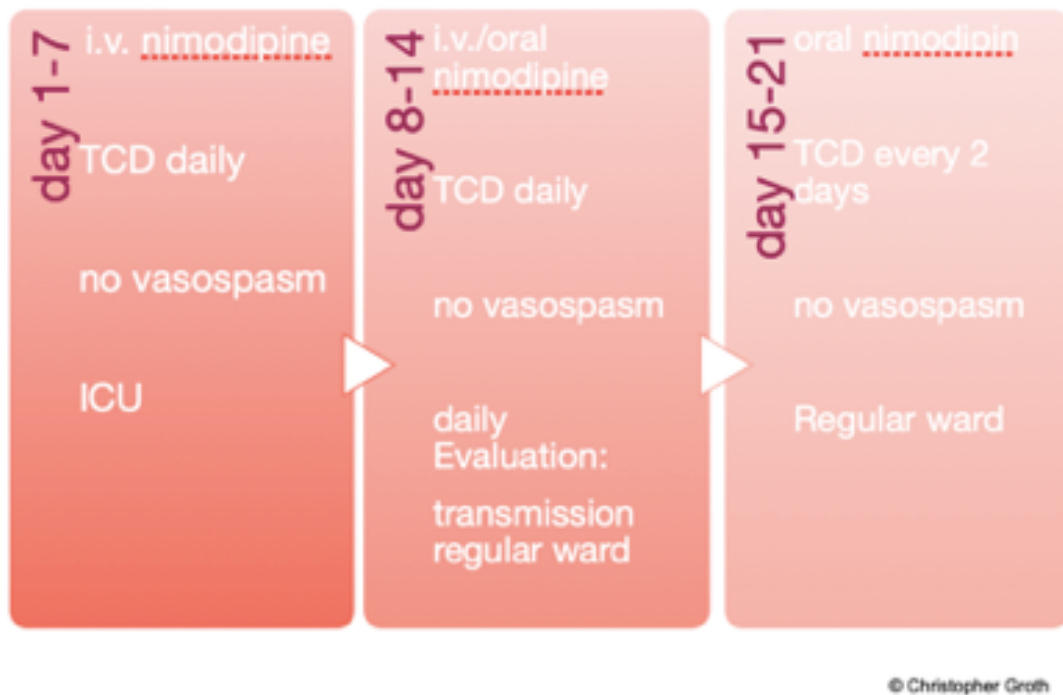 day 1-7
i.v. nimodipine
TCD daily
no vasospasm
ICU
day 8-14
i.v./oral
nimodipine
TCD daily
no vasospasm
daily
Evaluation:
transmission
regular ward
day 15-21
oral nimodipin
TCD every 2
days
no vasospasm
Regular ward
© Christopher Groth